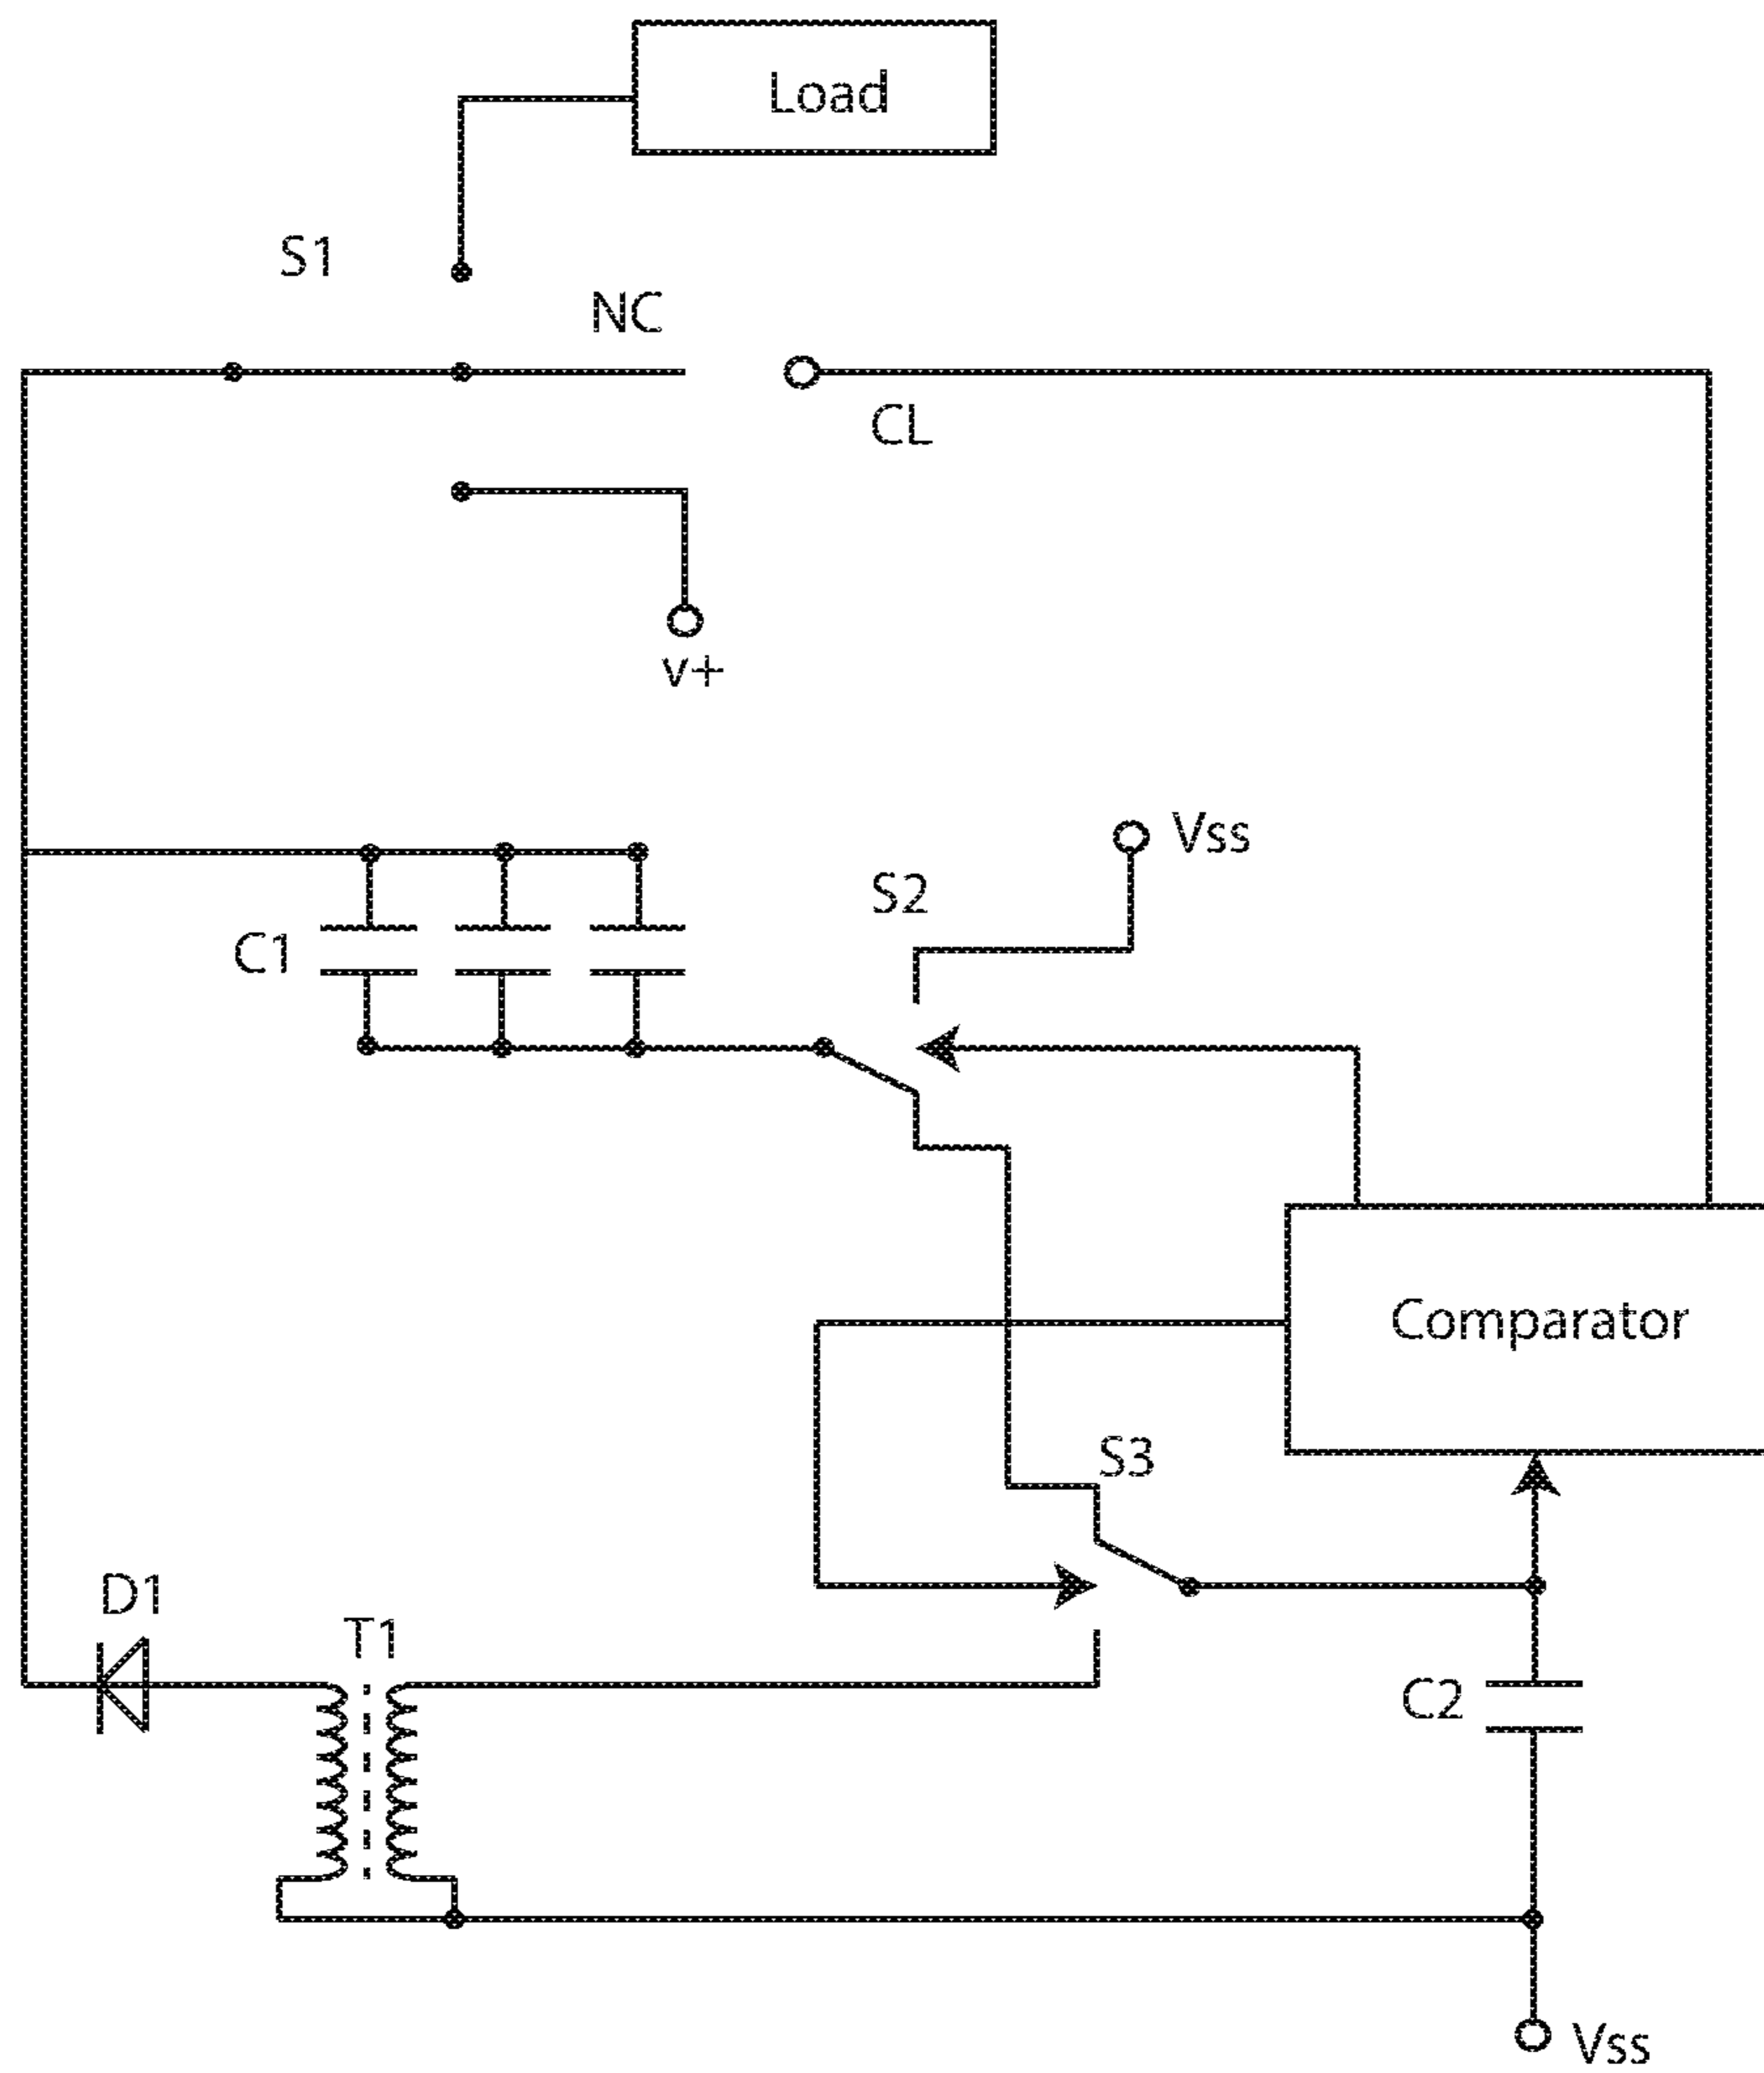 Load
S1
NC
CL
v+
Vss
S2
C1
Comparator
S3
D1
T1
C2
Vss